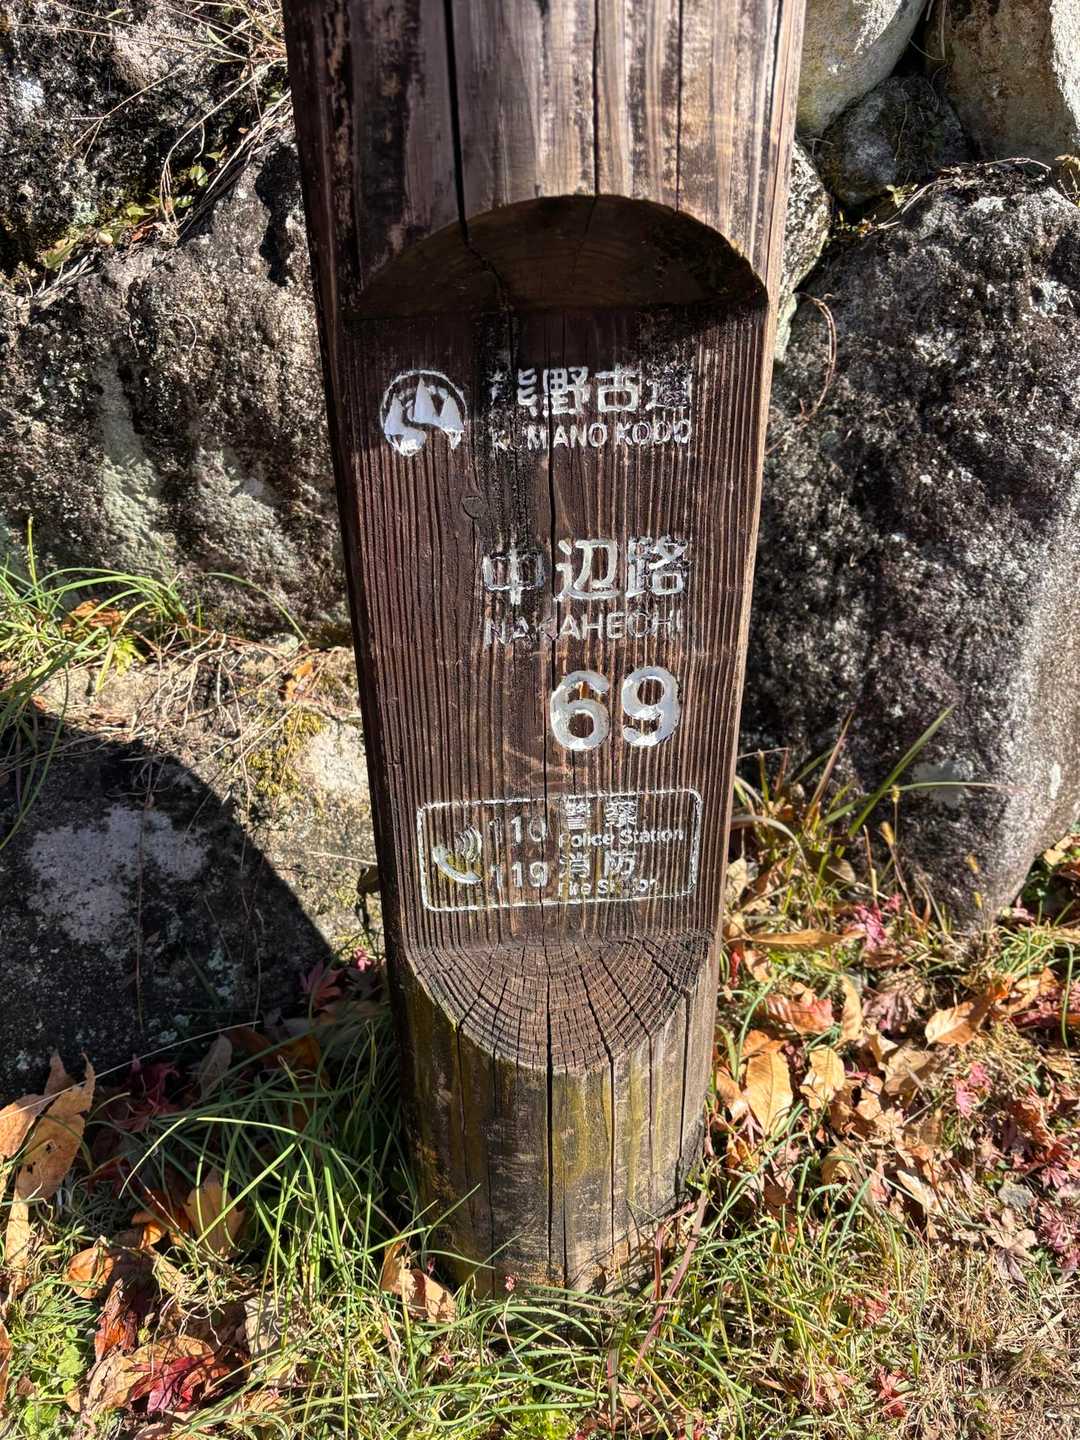 熊野古道
KUMANO KODO
中辺路
NAKAHECHI
69
110 警察
Police Station
119 消防
Fire Station